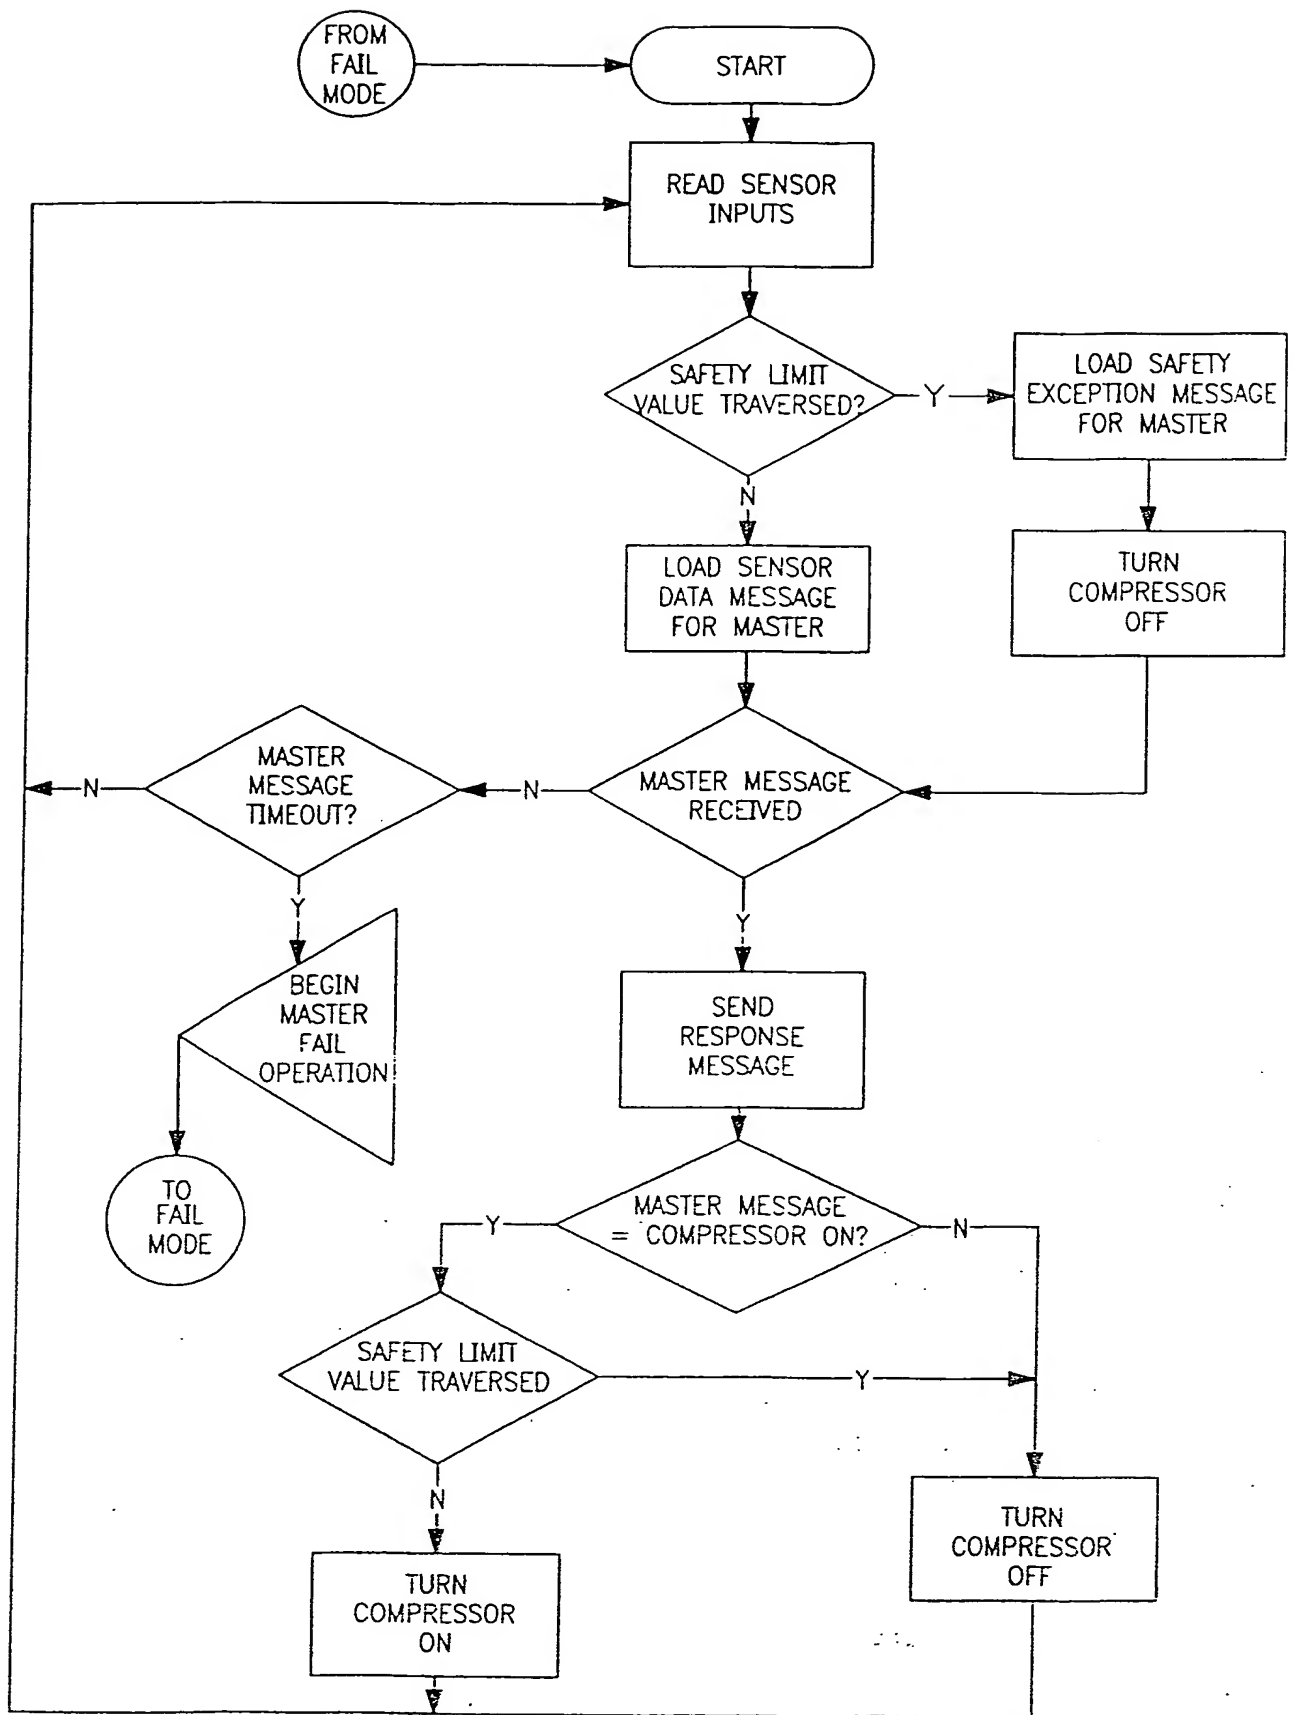 FROM
FAIL
MODE
START
READ SENSOR
INPUTS
SAFETY LIMIT
VALUE TRAVERSED?
Y
LOAD SAFETY
EXCEPTION MESSAGE
FOR MASTER
N
LOAD SENSOR
DATA MESSAGE
FOR MASTER
TURN
COMPRESSOR
OFF
MASTER
MESSAGE
TIMEOUT?
N
N
MASTER MESSAGE
RECEIVED
Y
Y
BEGIN
MASTER
FAIL
OPERATION
SEND
RESPONSE
MESSAGE
TO
FAIL
MODE
MASTER MESSAGE
= COMPRESSOR ON?
Y
N
SAFETY LIMIT
VALUE TRAVERSED
Y
N
TURN
COMPRESSOR
OFF
TURN
COMPRESSOR
ON